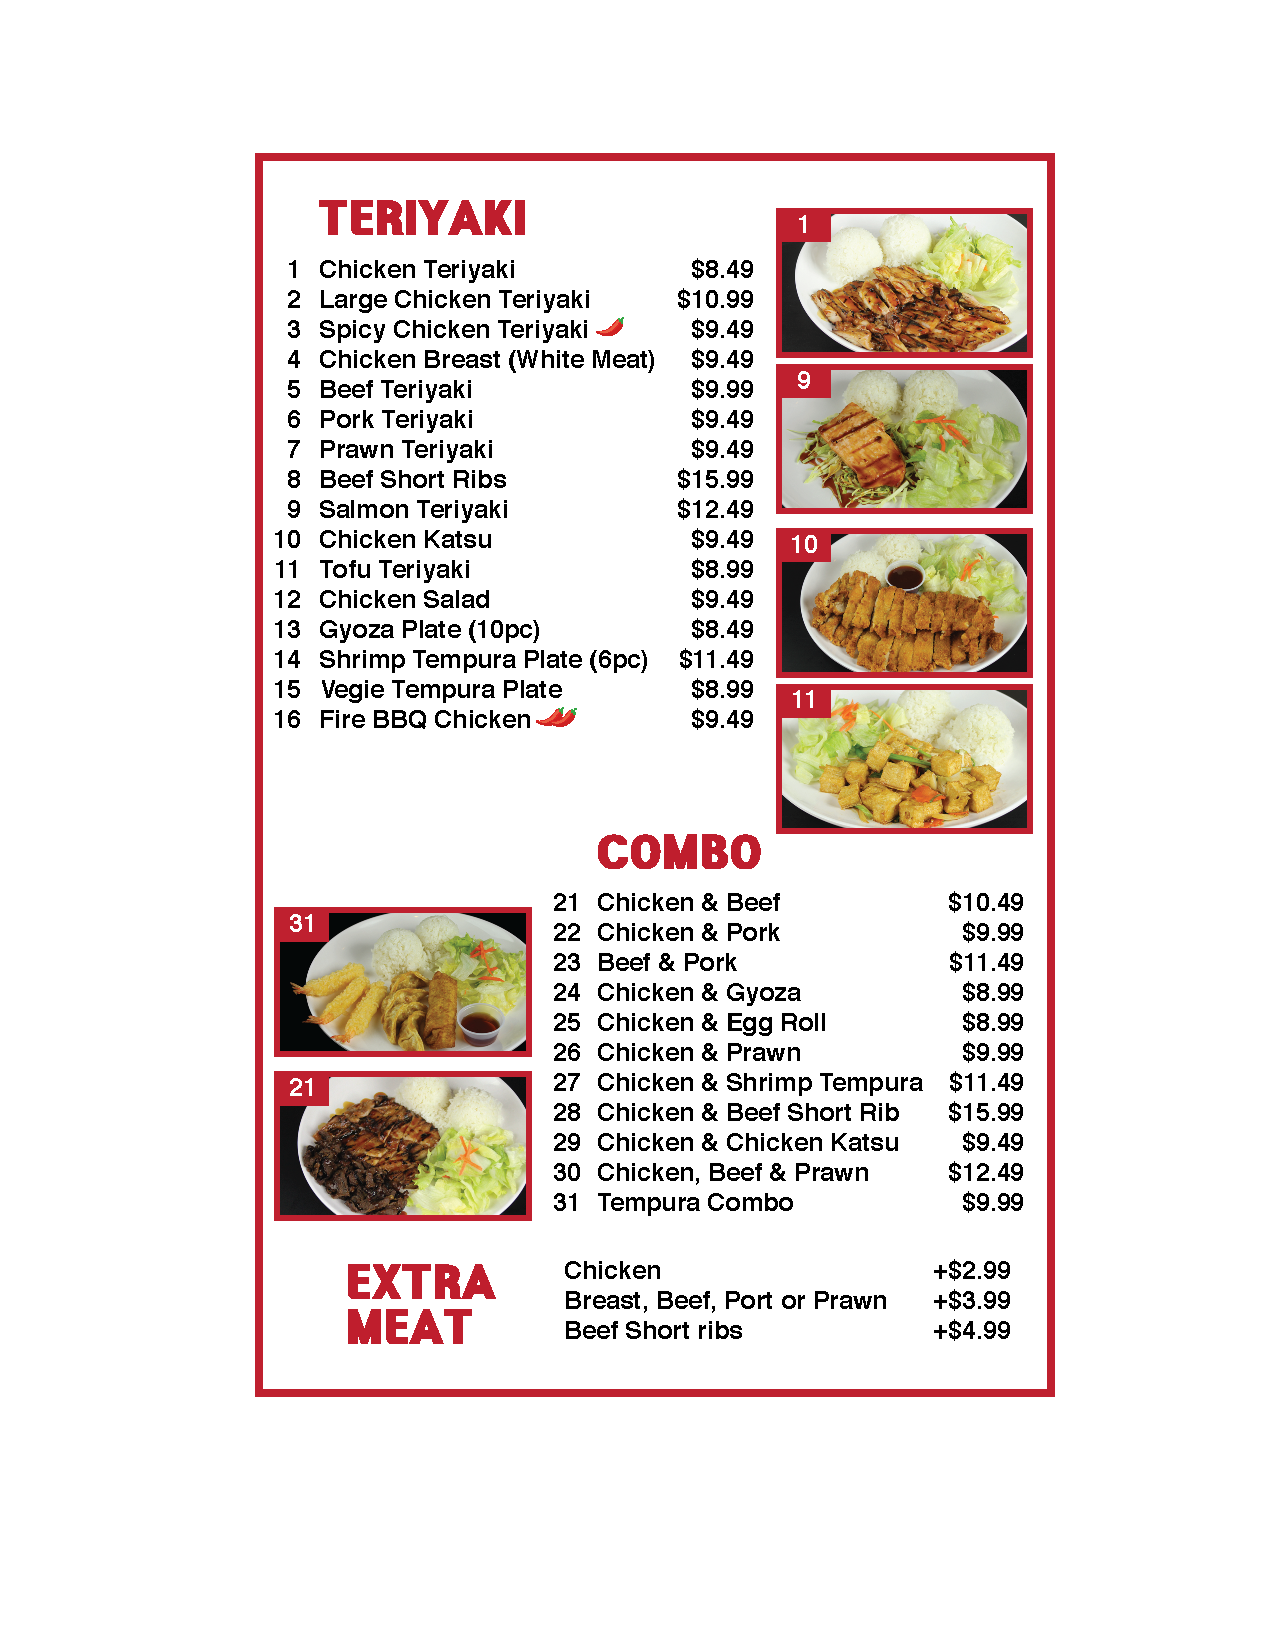 TERIYAKI
1 Chicken Teriyaki $8.49
2 Large Chicken Teriyaki $10.99
3 Spicy Chicken Teriyaki $9.49
4 Chicken Breast (White Meat) $9.49
5 Beef Teriyaki $9.99
6 Pork Teriyaki $9.49
7 Prawn Teriyaki $9.49
8 Beef Short Ribs $15.99
9 Salmon Teriyaki $12.49
10 Chicken Katsu $9.49
11 Tofu Teriyaki $8.99
12 Chicken Salad $9.49
13 Gyoza Plate (10pc) $8.49
14 Shrimp Tempura Plate (6pc) $11.49
15 Vegie Tempura Plate $8.99
16 Fire BBQ Chicken $9.49
1
9
10
11
COMBO
21 Chicken & Beef $10.49
22 Chicken & Pork $9.99
23 Beef & Pork $11.49
24 Chicken & Gyoza $8.99
25 Chicken & Egg Roll $8.99
26 Chicken & Prawn $9.99
27 Chicken & Shrimp Tempura $11.49
28 Chicken & Beef Short Rib $15.99
29 Chicken & Chicken Katsu $9.49
30 Chicken, Beef & Prawn $12.49
31 Tempura Combo $9.99
31
21
EXTRA
MEAT
Chicken +$2.99
Breast, Beef, Port or Prawn +$3.99
Beef Short ribs +$4.99